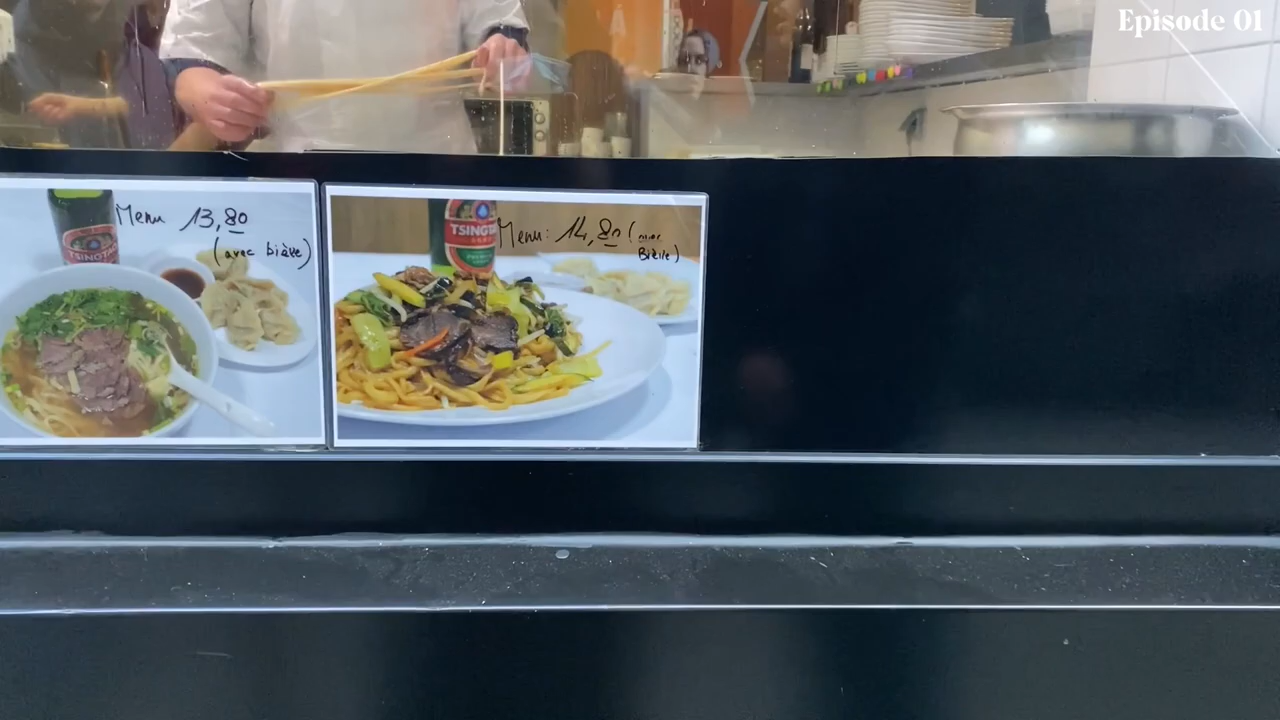 Episode 01
Menu 13,80
(avec bière)
TSINGTAO
Menu: 14,80 (avec
Bière)
TSINGTAO